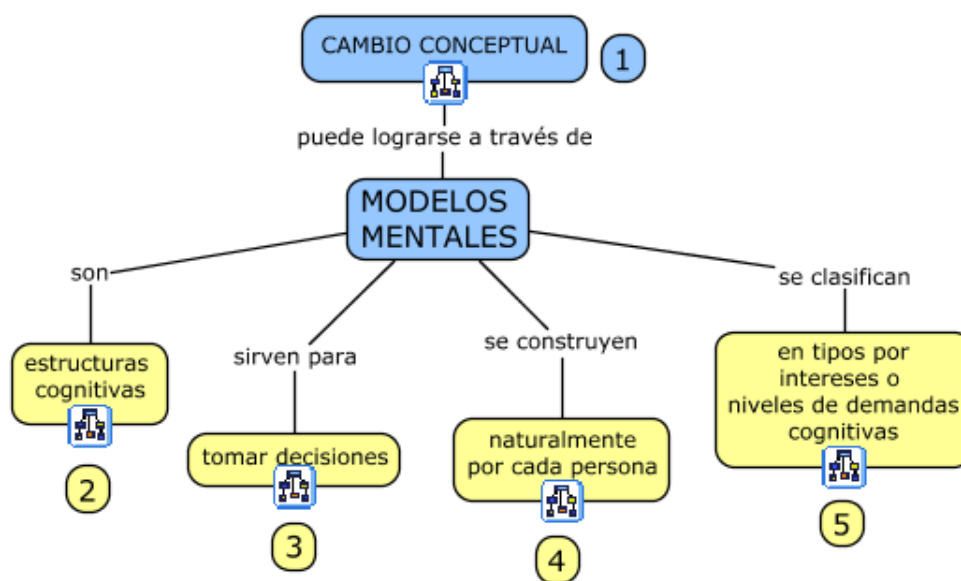 CAMBIO CONCEPTUAL
1
puede lograrse a través de
MODELOS
MENTALES
son
estructuras
cognitivas
2
sirven para
tomar decisiones
3
se construyen
naturalmente
por cada persona
4
se clasifican
en tipos por
intereses o
niveles de demandas
cognitivas
5